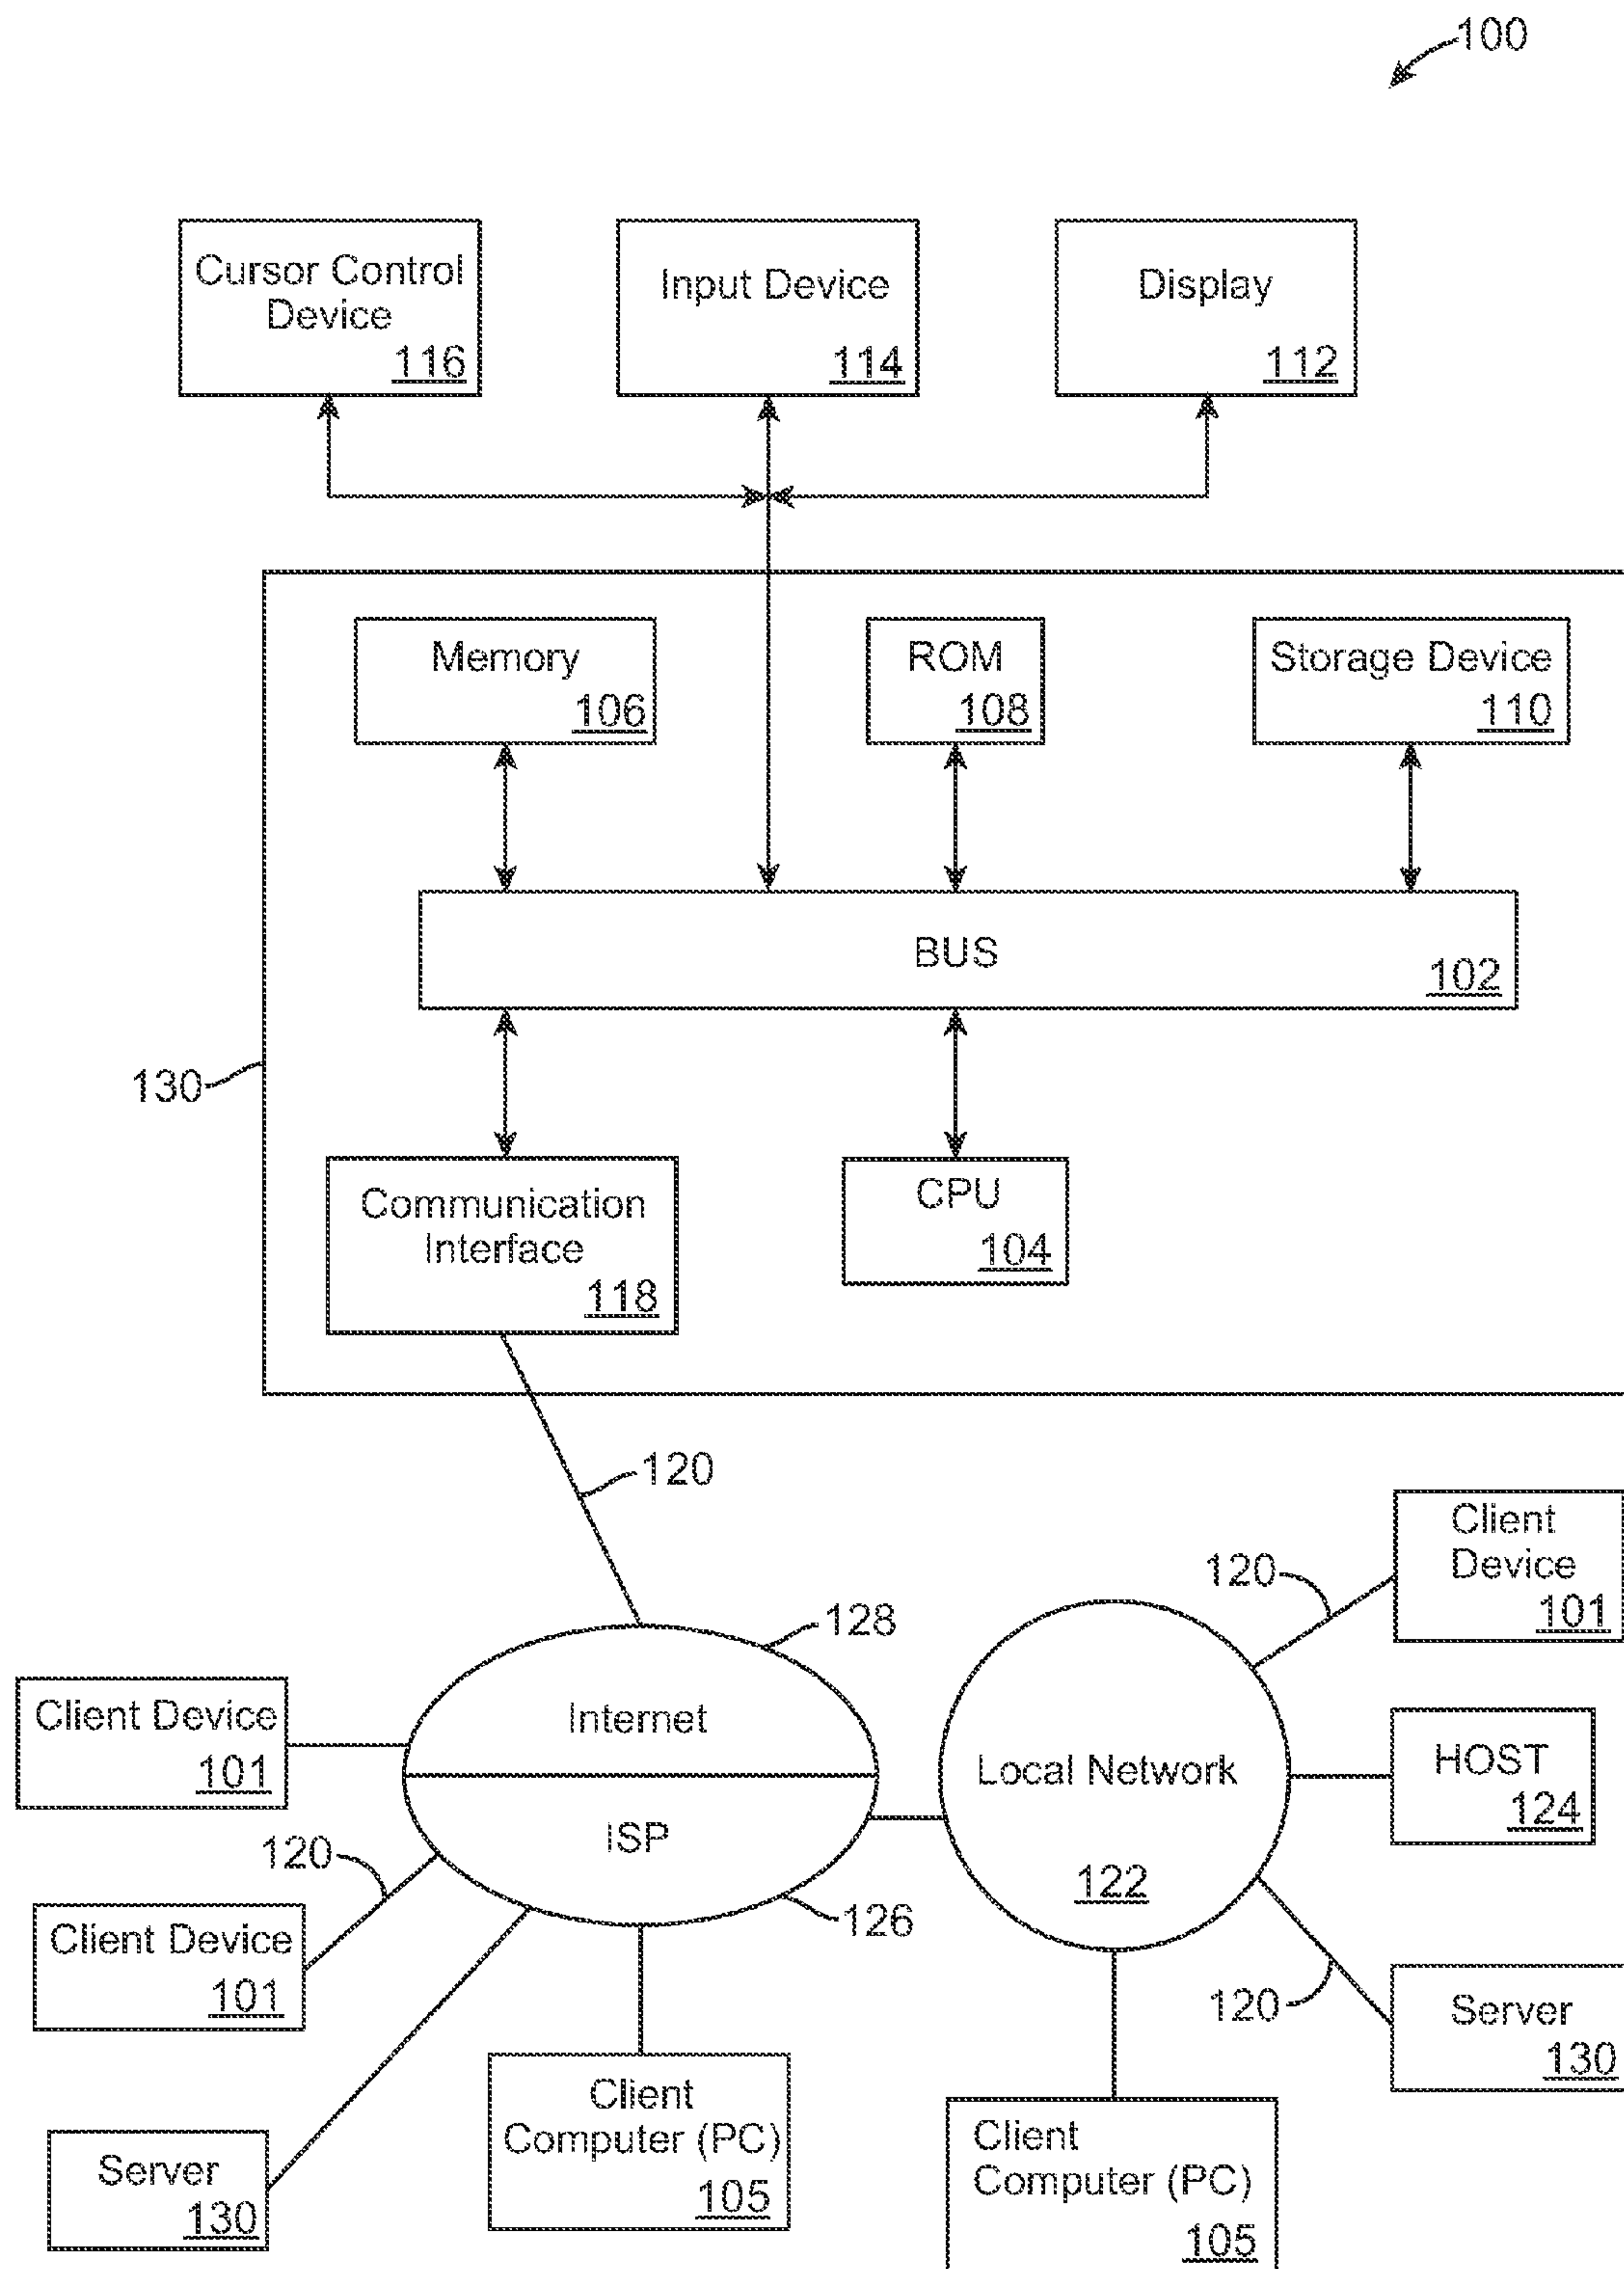 100
Cursor Control
Device
116
Input Device
114
Display
112
Memory
106
ROM
108
Storage Device
110
BUS
102
130
Communication
Interface
118
CPU
104
120
Client
Device
101
120
128
Internet
Client Device
101
Local Network
122
HOST
124
ISP
120
126
Client Device
101
120
Server
130
Client
Computer (PC)
105
Client
Computer (PC)
105
Server
130